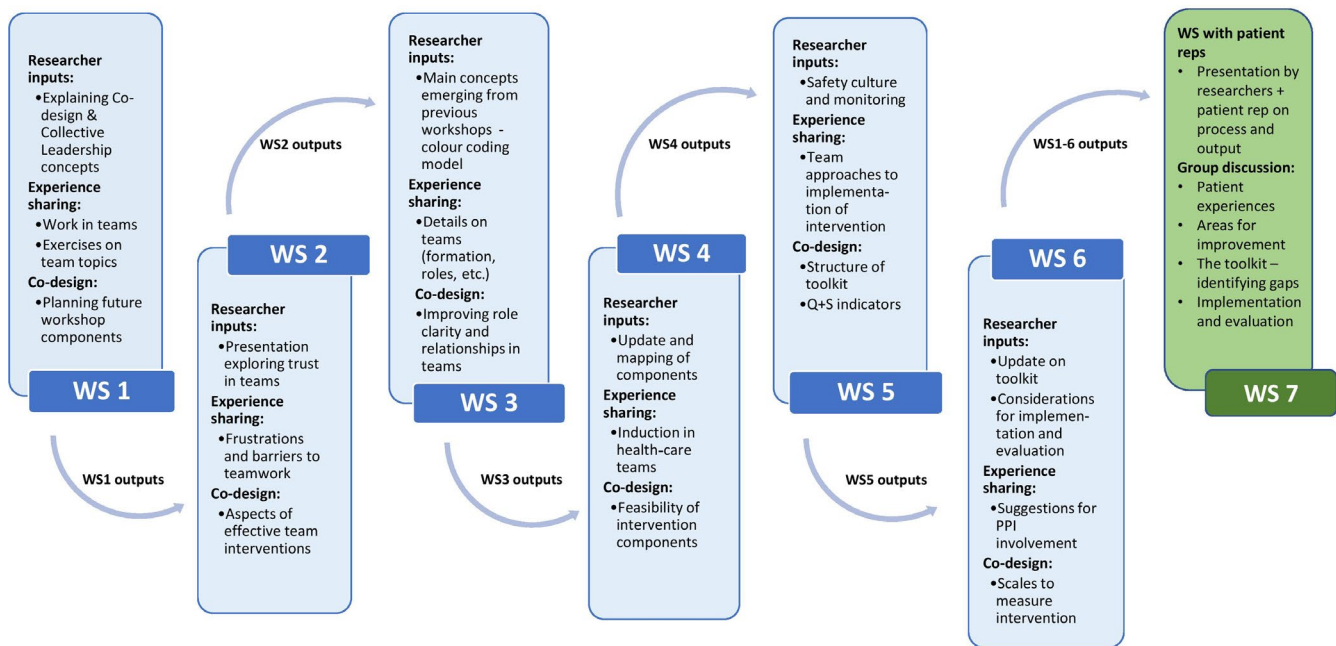 Researcher
inputs:
•Explaining Co-
design &
Collective
Leadership
concepts
Experience
sharing:
•Work in teams
•Exercises on
team topics
Co-design:
•Planning future
workshop
components
WS 1
WS1 outputs
WS 2
Researcher
inputs:
•Presentation
exploring trust
in teams
Experience
sharing:
•Frustrations
and barriers to
teamwork
Co-design:
•Aspects of
effective team
interventions
WS2 outputs
Researcher
inputs:
•Main concepts
emerging from
previous
workshops -
colour coding
model
Experience
sharing:
•Details on
teams
(formation,
roles, etc.)
Co-design:
•Improving role
clarity and
relationships in
teams
WS 3
WS3 outputs
WS 4
Researcher
inputs:
•Update and
mapping of
components
Experience
sharing:
•Induction in
health-care
teams
Co-design:
•Feasibility of
intervention
components
WS4 outputs
Researcher
inputs:
•Safety culture
and monitoring
Experience
sharing:
•Team
approaches to
implementa-
tion of
intervention
Co-design:
•Structure of
toolkit
•Q+S indicators
WS 5
WS5 outputs
WS 6
Researcher
inputs:
•Update on
toolkit
•Considerations
for implemen-
tation and
evaluation
Experience
sharing:
•Suggestions for
PPI
involvement
Co-design:
•Scales to
measure
intervention
WS1-6 outputs
WS with patient
reps
• Presentation by
researchers +
patient rep on
process and
output
Group discussion:
• Patient
experiences
• Areas for
improvement
• The toolkit –
identifying gaps
• Implementation
and evaluation
WS 7